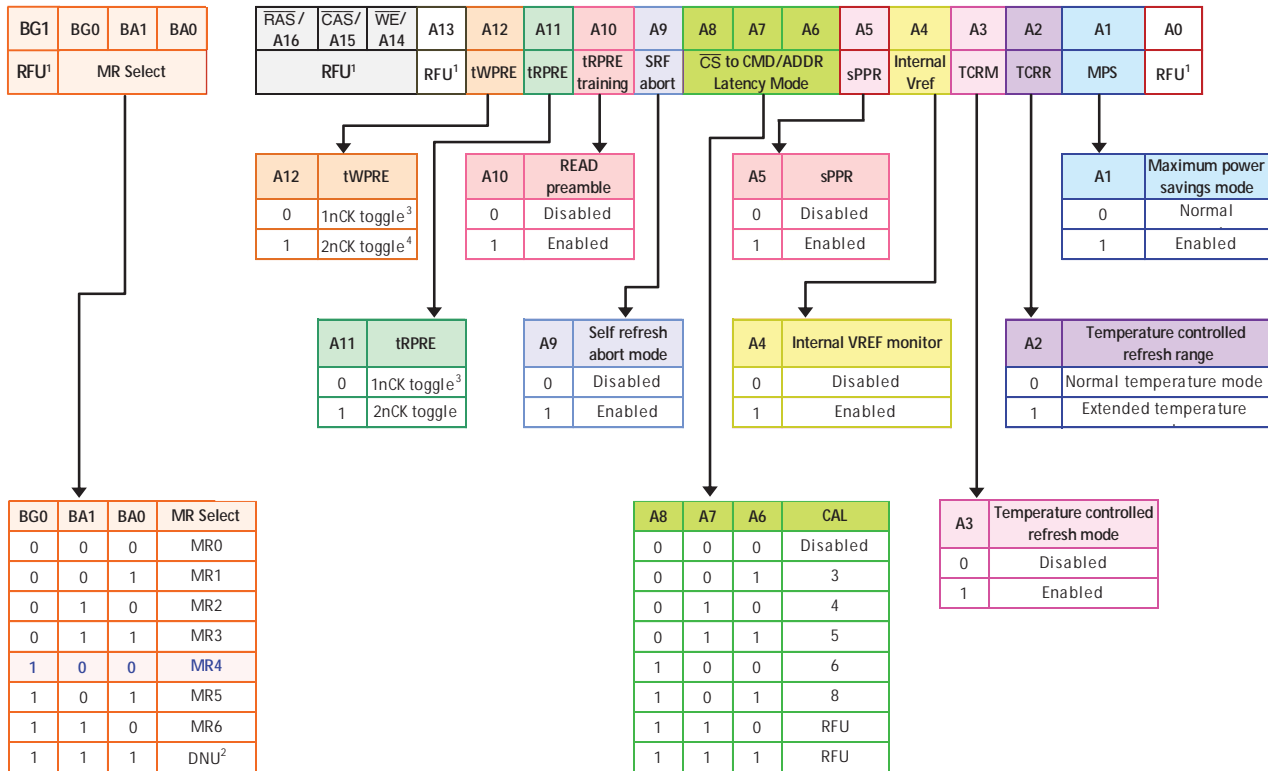 BG1 BG0 BA1 BA0
RFU1 MR Select
RAS/ A16 CAS/ A15 WE/ A14 A13 A12 A11 A10 A9 A8 A7 A6 A5 A4 A3 A2 A1 A0
RFU1 RFU1 tWPRE tRPRE tRPRE training SRF abort CS to CMD/ADDR Latency Mode sPPR Internal Vref TCRM TCRR MPS RFU1
A12 tWPRE
0 1nCK toggle3
1 2nCK toggle4
A10 READ preamble
0 Disabled
1 Enabled
A5 sPPR
0 Disabled
1 Enabled
A1 Maximum power savings mode
0 Normal
1 Enabled
A11 tRPRE
0 1nCK toggle3
1 2nCK toggle
A9 Self refresh abort mode
0 Disabled
1 Enabled
A4 Internal VREF monitor
0 Disabled
1 Enabled
A2 Temperature controlled refresh range
0 Normal temperature mode
1 Extended temperature
BG0 BA1 BA0 MR Select
0 0 0 MR0
0 0 1 MR1
0 1 0 MR2
0 1 1 MR3
1 0 0 MR4
1 0 1 MR5
1 1 0 MR6
1 1 1 DNU2
A8 A7 A6 CAL
0 0 0 Disabled
0 0 1 3
0 1 0 4
0 1 1 5
1 0 0 6
1 0 1 8
1 1 0 RFU
1 1 1 RFU
A3 Temperature controlled refresh mode
0 Disabled
1 Enabled